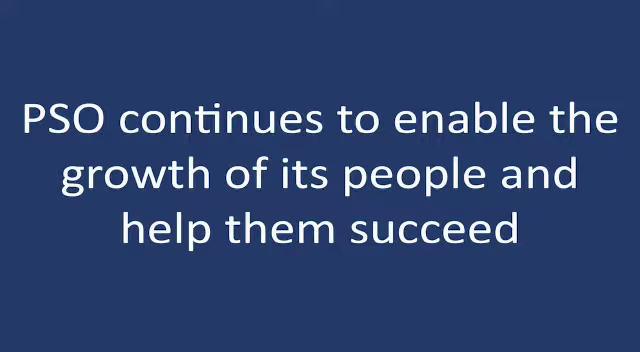 PSO continues to enable the
growth of its people and
help them succeed